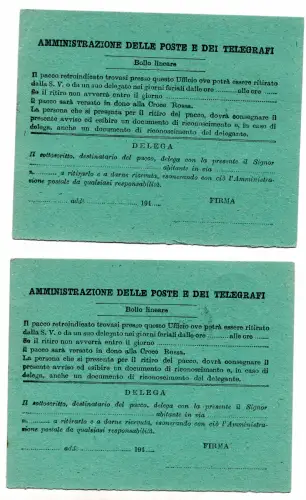 AMMINISTRAZIONE DELLE POSTE E DEI TELEGRAFI
Bollo lineare
Il pacco retroindicato trovasi presso questo Ufficio ove potrà essere ritirato
dalla S. V. o da un suo delegato nei giorni feriali dalle ore ...... alle ore ......
Se il ritiro non avverrà entro il giorno ......
il pacco sarà versato in dono alla Croce Rossa.
La persona che si presenta per il ritiro del pacco, dovrà consegnare il
presente avviso ed esibire un documento di riconoscimento e, in caso di
delega, anche un documento di riconoscimento del delegante.
DELEGA
Il sottoscritto, destinatario del pacco, delega con la presente il Signor
...... abitante in via ......
n. ...... a ritirarlo e a darne ricevuta, esonerando con ciò l'Amministra-
zione postale da qualsiasi responsabilità.
...... addì ...... 194 ...... FIRMA
AMMINISTRAZIONE DELLE POSTE E DEI TELEGRAFI
Bollo lineare
Il pacco retroindicato trovasi presso questo Ufficio ove potrà essere ritirato
dalla S. V. o da un suo delegato nei giorni feriali dalle ore ...... alle ore ......
Se il ritiro non avverrà entro il giorno ......
il pacco sarà versato in dono alla Croce Rossa.
La persona che si presenta per il ritiro del pacco, dovrà consegnare il
presente avviso ed esibire un documento di riconoscimento e, in caso di
delega, anche un documento di riconoscimento del delegante.
DELEGA
Il sottoscritto, destinatario del pacco, delega con la presente il Signor
...... abitante in via ......
n. ...... a ritirarlo e a darne ricevuta, esonerando con ciò l'Amministra-
zione postale da qualsiasi responsabilità.
...... addì ...... 194 ...... FIRMA